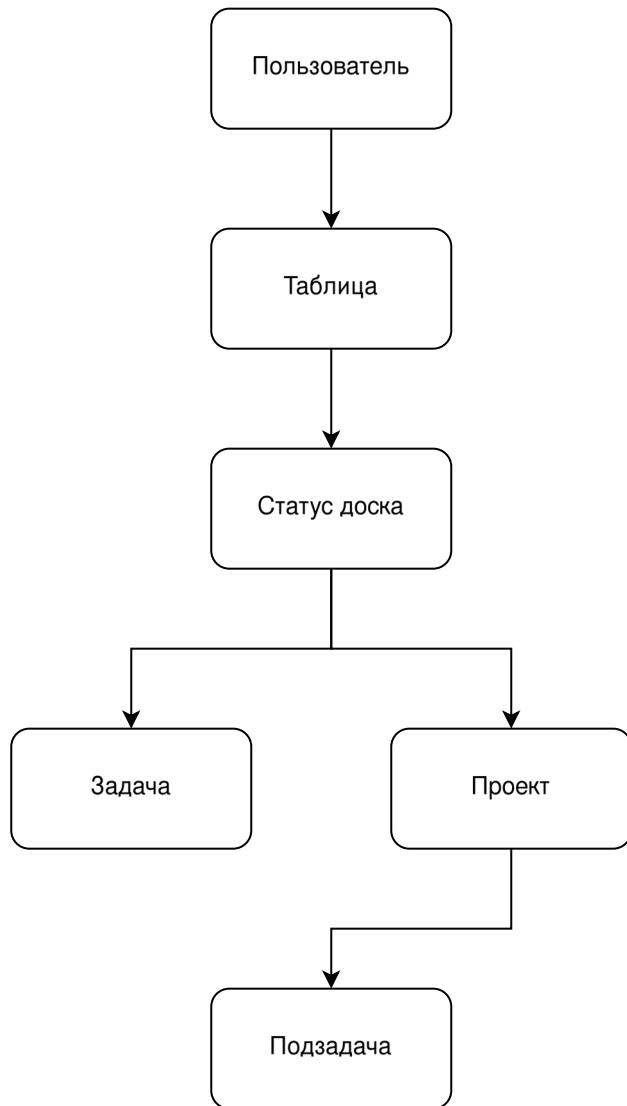 Пользователь
Таблица
Статус доска
Задача
Проект
Подзадача